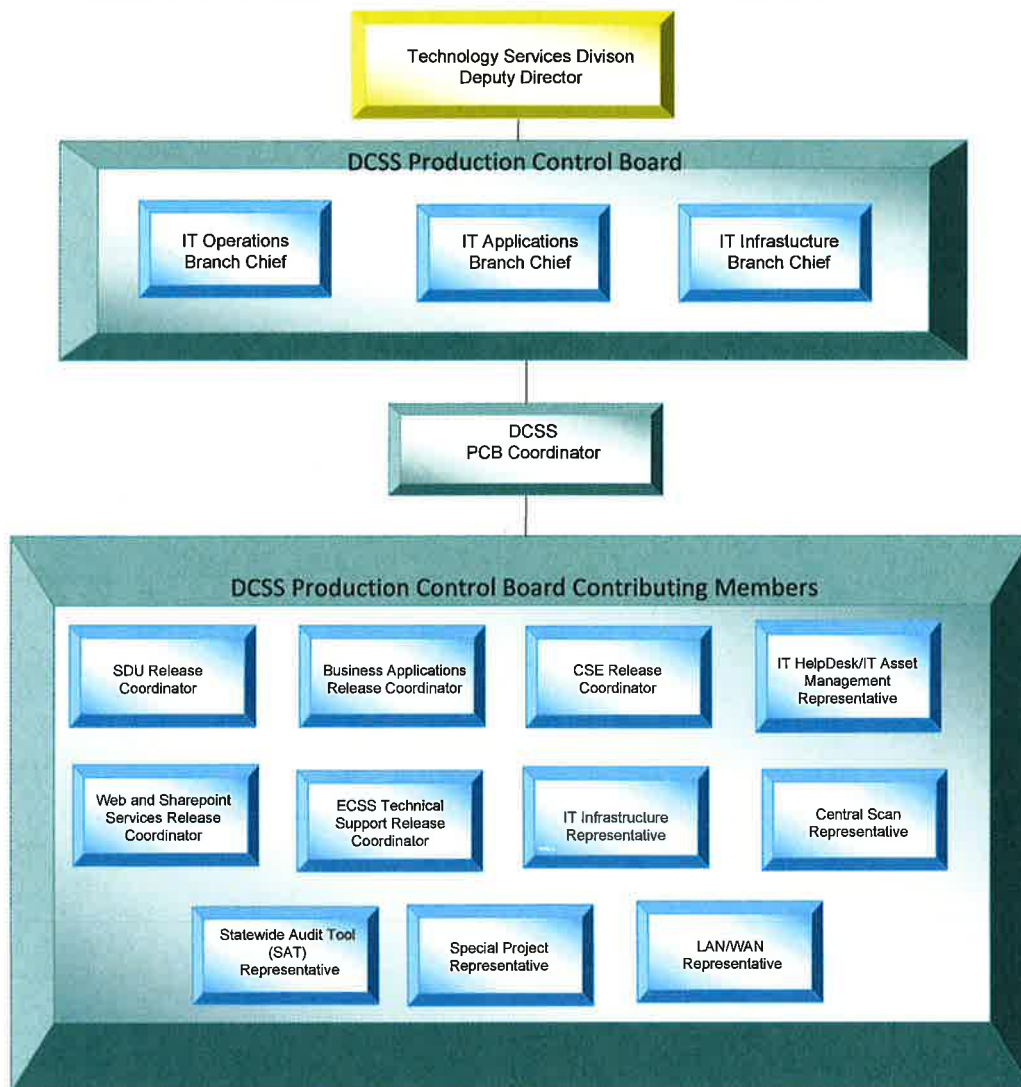 Technology Services Divison
Deputy Director
DCSS Production Control Board
IT Operations
Branch Chief
IT Applications
Branch Chief
IT Infrastucture
Branch Chief
DCSS
PCB Coordinator
DCSS Production Control Board Contributing Members
SDU Release
Coordinator
Business Applications
Release Coordinator
CSE Release
Coordinator
IT HelpDesk/IT Asset
Management
Representative
Web and Sharepoint
Services Release
Coordinator
ECSS Technical
Support Release
Coordinator
IT Infrastructure
Representative
Central Scan
Representative
Statewide Audit Tool
(SAT)
Representative
Special Project
Representative
LAN/WAN
Representative